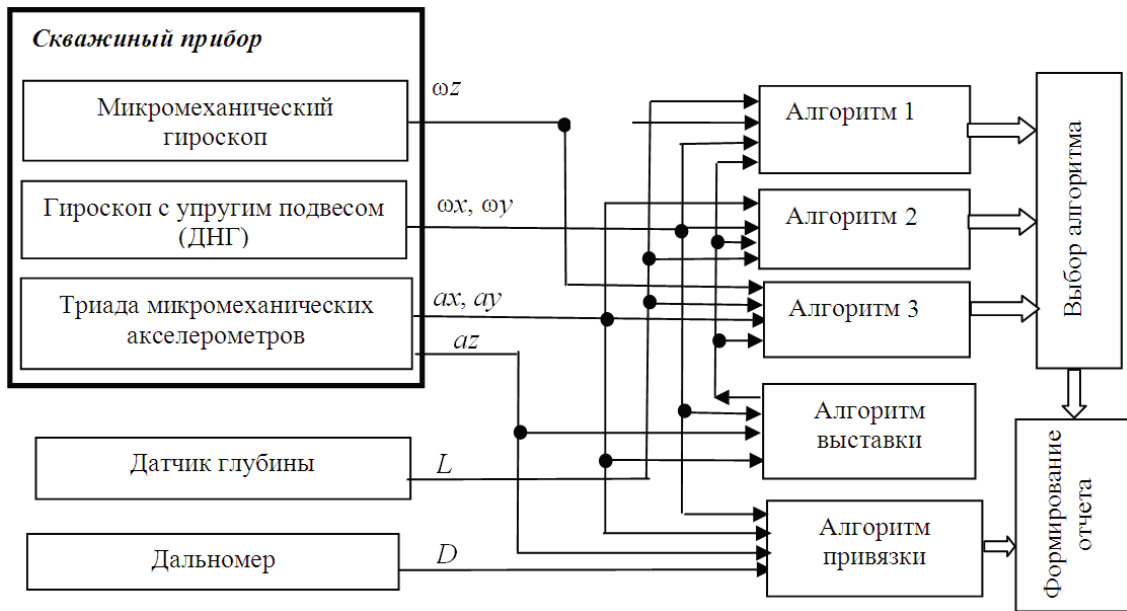 Скважиный прибор
Микромеханический
гироскоп
Гироскоп с упругим подвесом
(ДНГ)
Триада микромеханических
акселерометров
Датчик глубины
Дальномер
ωz
ωx, ωy
ax, ay
az
L
D
Алгоритм 1
Алгоритм 2
Алгоритм 3
Алгоритм
выставки
Алгоритм
привязки
Выбор алгоритма
Формирование
отчета